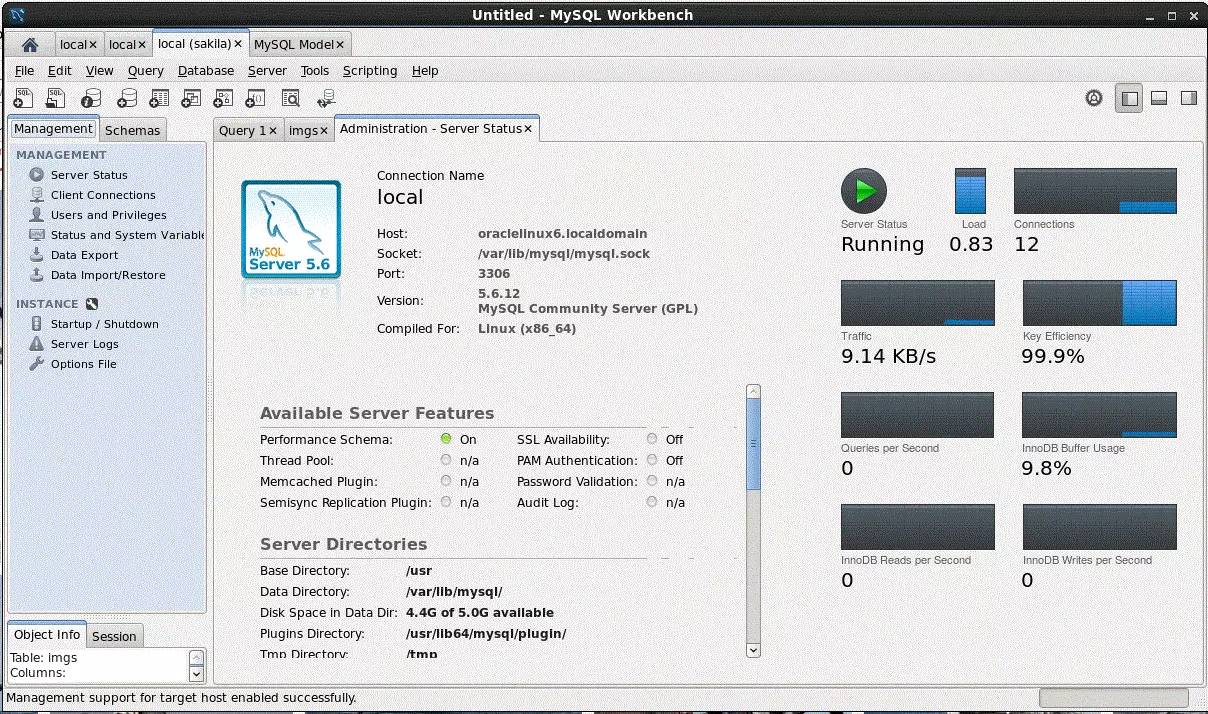 Untitled - MySQL Workbench
local× local× local (sakila)× MySQL Model×
File Edit View Query Database Server Tools Scripting Help
Management Schemas
MANAGEMENT
Server Status
Client Connections
Users and Privileges
Status and System Variable
Data Export
Data Import/Restore
INSTANCE
Startup / Shutdown
Server Logs
Options File
Object Info Session
Table: imgs
Columns:
Query 1× imgs× Administration - Server Status×
MySQL
Server 5.6
Connection Name
local
Host: oraclelinux6.localdomain
Socket: /var/lib/mysql/mysql.sock
Port: 3306
Version: 5.6.12
MySQL Community Server (GPL)
Compiled For: Linux (x86_64)
Available Server Features
Performance Schema: On SSL Availability: Off
Thread Pool: n/a PAM Authentication: Off
Memcached Plugin: n/a Password Validation: n/a
Semisync Replication Plugin: n/a Audit Log: n/a
Server Directories
Base Directory: /usr
Data Directory: /var/lib/mysql/
Disk Space in Data Dir: 4.4G of 5.0G available
Plugins Directory: /usr/lib64/mysql/plugin/
Tmp Directory: /tmp
Server Status Load Connections
Running 0.83 12
Traffic Key Efficiency
9.14 KB/s 99.9%
Queries per Second InnoDB Buffer Usage
0 9.8%
InnoDB Reads per Second InnoDB Writes per Second
0 0
Management support for target host enabled successfully.